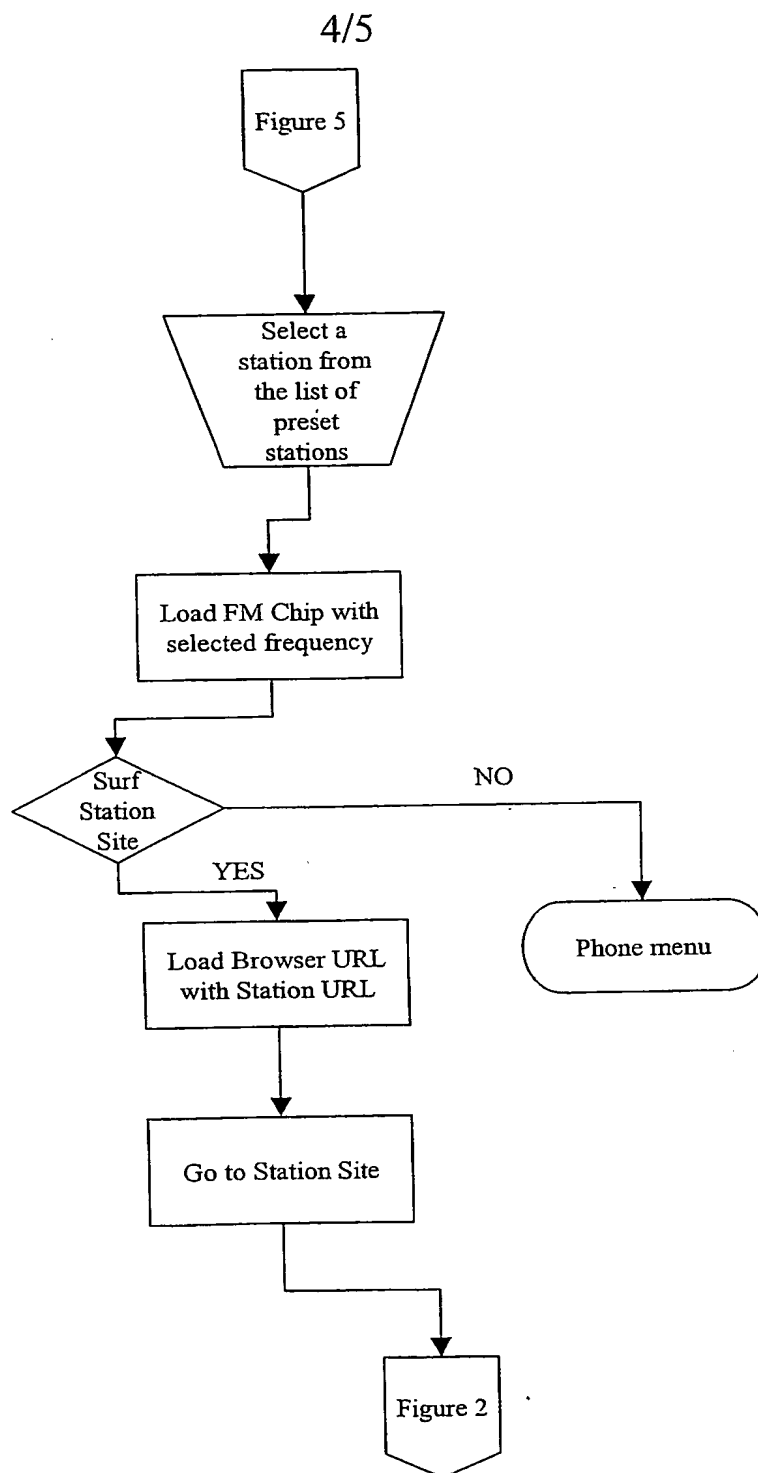 4/5
Figure 5
Select a
station from
the list of
preset
stations
Load FM Chip with
selected frequency
Surf
Station
Site
NO
YES
Load Browser URL
with Station URL
Phone menu
Go to Station Site
Figure 2